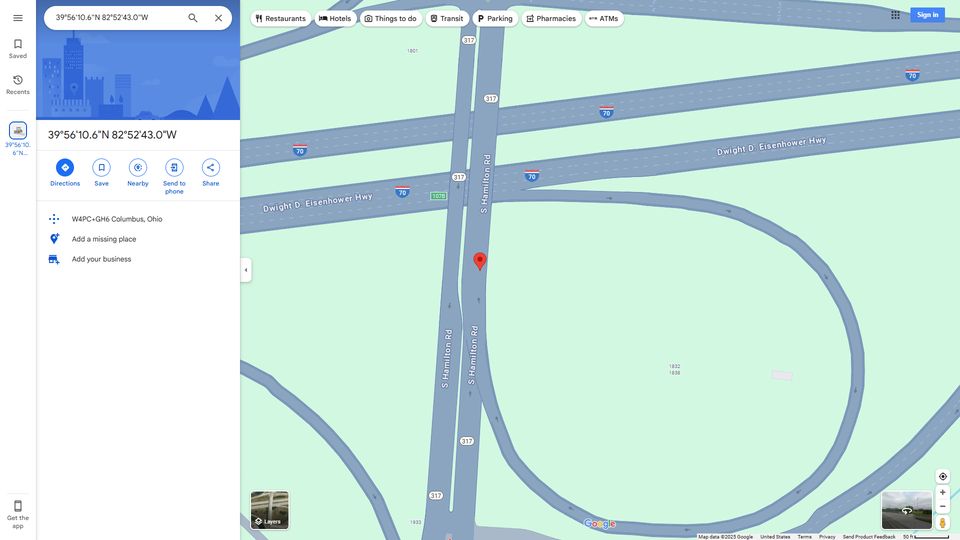 39°56'10.6"N 82°52'43.0"W
Restaurants
Hotels
Things to do
Transit
Parking
Pharmacies
ATMs
Sign in
Saved
Recents
39°56'10.
6"N...
39°56'10.6"N 82°52'43.0"W
Directions
Save
Nearby
Send to
phone
Share
W4PC+GH6 Columbus, Ohio
Add a missing place
Add your business
Get the
app
317
1801
317
70
70
70
317
Dwight D. Eisenhower Hwy
S Hamilton Rd
70
70
107B
Dwight D. Eisenhower Hwy
S Hamilton Rd
S Hamilton Rd
1832
1838
317
317
1833
Layers
Google
Map data ©2025 Google
United States
Terms
Privacy
Send Product Feedback
50 ft